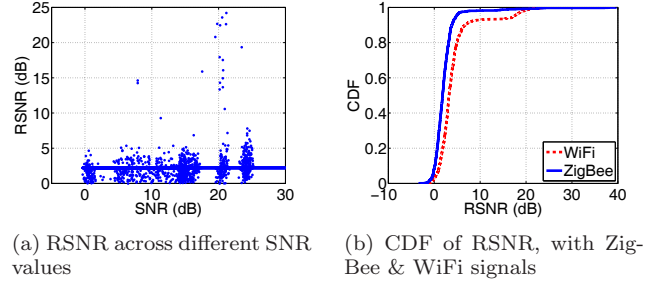 25
20
15
10
5
0
RSNR (dB)
0 10 20 30
SNR (dB)
1
0.8
0.6
0.4
0.2
0
CDF
WiFi
ZigBee
−10 0 10 20 30 40
RSNR (dB)
(a) RSNR across different SNR
values
(b) CDF of RSNR, with Zig-
Bee & WiFi signals